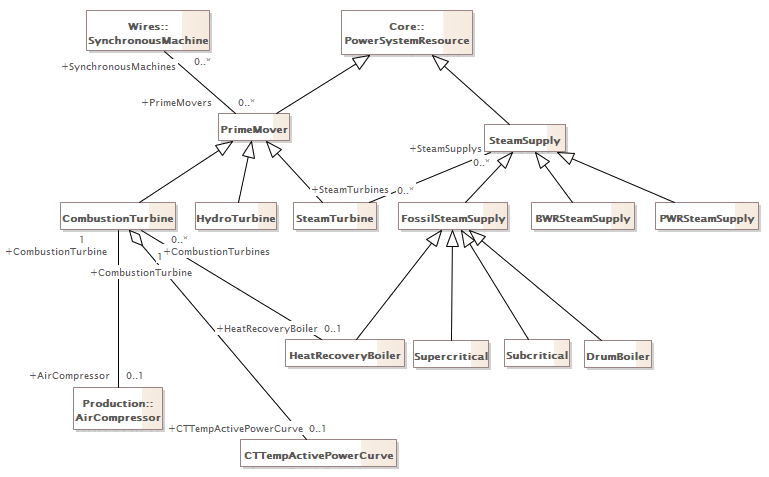 Wires::
SynchronousMachine
Core::
PowerSystemResource
0..*
+SynchronousMachines
+PrimeMovers
0..*
PrimeMover
SteamSupply
+SteamSupplys
0..*
+SteamTurbines
0..*
CombustionTurbine
HydroTurbine
SteamTurbine
FossilSteamSupply
BWRSteamSupply
PWRSteamSupply
1
0..*
+CombustionTurbine
1
+CombustionTurbines
+CombustionTurbine
+HeatRecoveryBoiler
0..1
HeatRecoveryBoiler
Supercritical
Subcritical
DrumBoiler
+AirCompressor
0..1
Production::
AirCompressor
+CTTempActivePowerCurve
0..1
CTTempActivePowerCurve